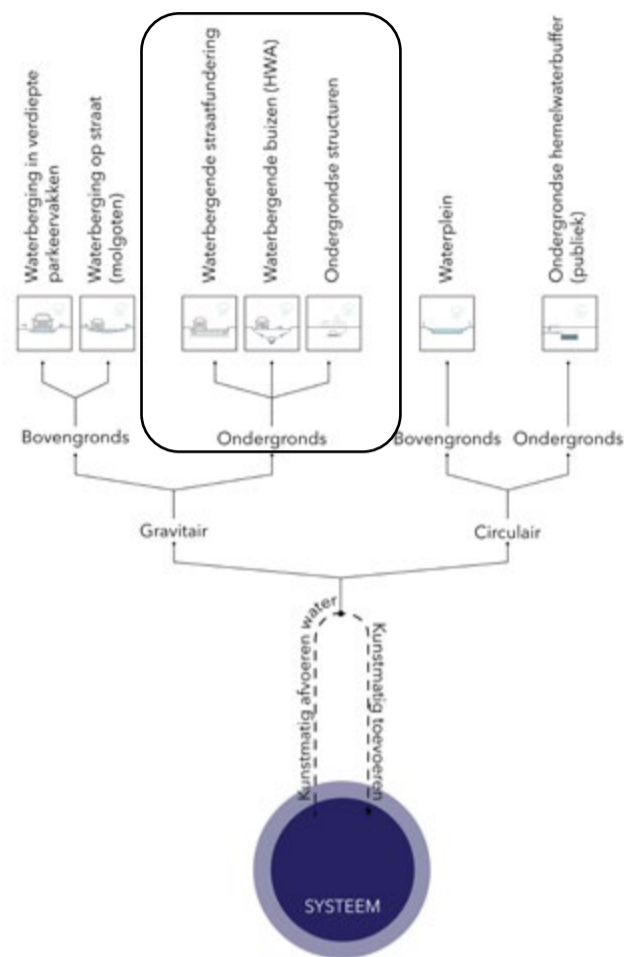 Waterberging in verdiepte
parkeervakken
Waterberging op straat
(molgoten)
Waterbergende straatfundering
Waterbergende buizen (HWA)
Ondergrondse structuren
Waterplein
Ondergrondse hemelwaterbuffer
(publiek)
Bovengronds
Ondergronds
Bovengronds
Ondergronds
Gravitair
Circulair
Kunstmatig afvoeren water
Kunstmatig toevoeren
SYSTEEM